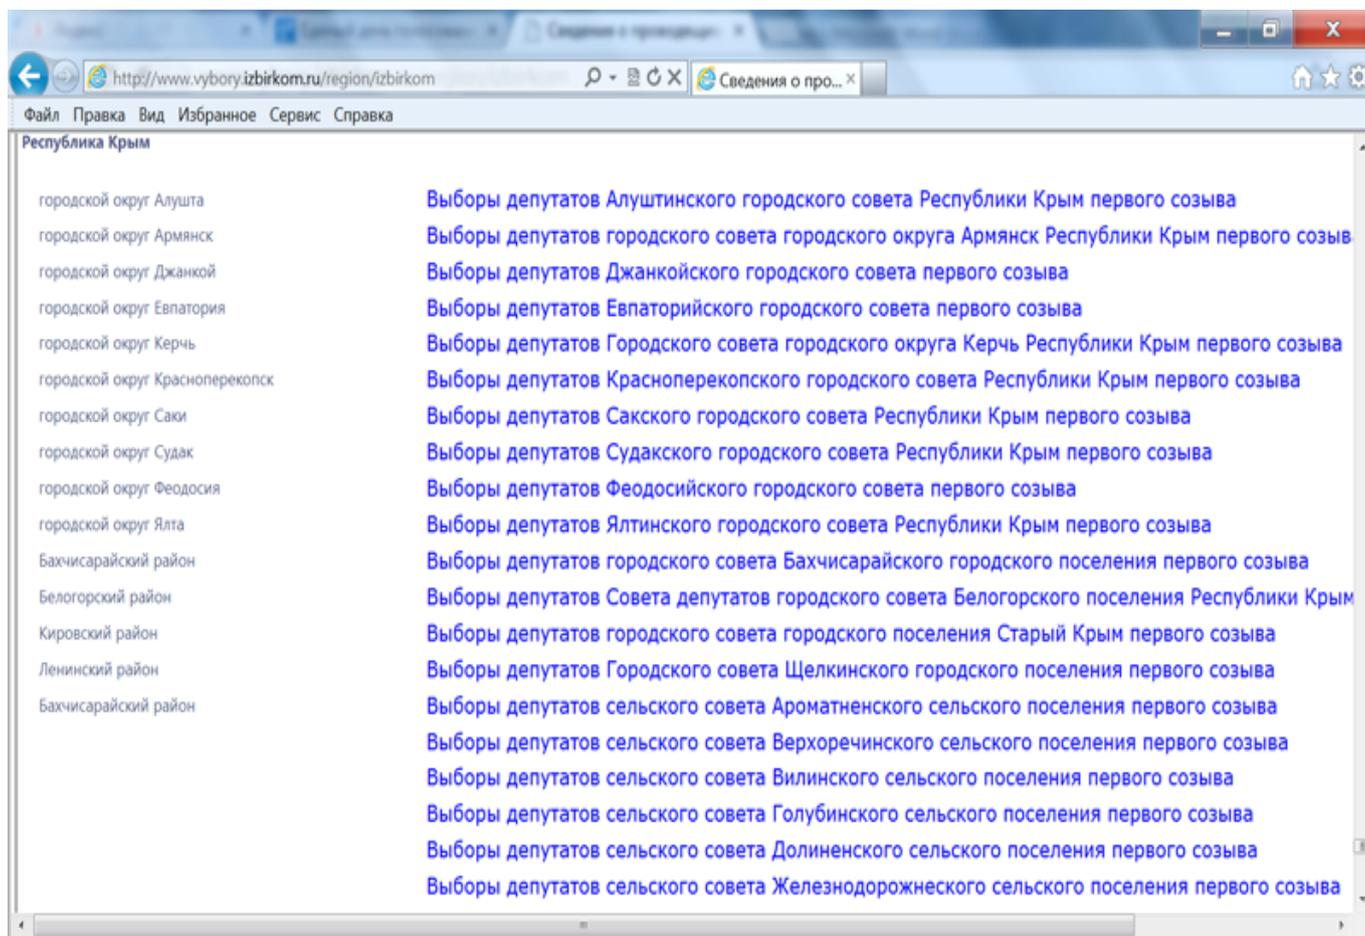 Сведения о проводящи
http://www.vybory.izbirkom.ru/region/izbirkom
Сведения о про...
Файл Правка Вид Избранное Сервис Справка
Республика Крым
городской округ Алушта Выборы депутатов Алуштинского городского совета Республики Крым первого созыва
городской округ Армянск Выборы депутатов городского совета городского округа Армянск Республики Крым первого созыв
городской округ Джанкой Выборы депутатов Джанкойского городского совета первого созыва
городской округ Евпатория Выборы депутатов Евпаторийского городского совета первого созыва
городской округ Керчь Выборы депутатов Городского совета городского округа Керчь Республики Крым первого созыва
городской округ Красноперекопск Выборы депутатов Красноперекопского городского совета Республики Крым первого созыва
городской округ Саки Выборы депутатов Сакского городского совета Республики Крым первого созыва
городской округ Судак Выборы депутатов Судакского городского совета Республики Крым первого созыва
городской округ Феодосия Выборы депутатов Феодосийского городского совета первого созыва
городской округ Ялта Выборы депутатов Ялтинского городского совета Республики Крым первого созыва
Бахчисарайский район Выборы депутатов городского совета Бахчисарайского городского поселения первого созыва
Белогорский район Выборы депутатов Совета депутатов городского совета Белогорского поселения Республики Крым
Кировский район Выборы депутатов городского совета городского поселения Старый Крым первого созыва
Ленинский район Выборы депутатов Городского совета Щелкинского городского поселения первого созыва
Бахчисарайский район Выборы депутатов сельского совета Ароматненского сельского поселения первого созыва
Выборы депутатов сельского совета Верхоречинского сельского поселения первого созыва
Выборы депутатов сельского совета Вилинского сельского поселения первого созыва
Выборы депутатов сельского совета Голубинского сельского поселения первого созыва
Выборы депутатов сельского совета Долиненского сельского поселения первого созыва
Выборы депутатов сельского совета Железнодорожнеского сельского поселения первого созыва